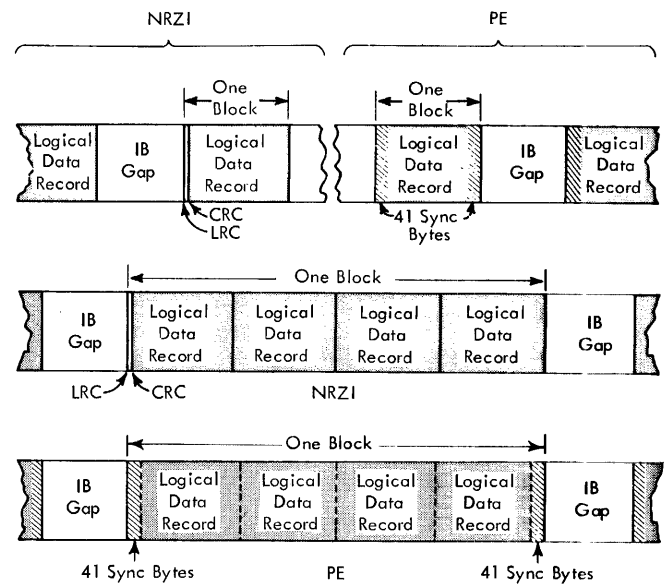 NRZI
PE
One
Block
One
Block
Logical
Data
Record
IB
Gap
Logical
Data
Record
Logical
Data
Record
IB
Gap
Logical
Data
Record
CRC
LRC
41 Sync
Bytes
One Block
IB
Gap
Logical
Data
Record
Logical
Data
Record
Logical
Data
Record
Logical
Data
Record
IB
Gap
LRC
CRC
NRZI
One Block
IB
Gap
Logical
Data
Record
Logical
Data
Record
Logical
Data
Record
Logical
Data
Record
IB
Gap
41 Sync Bytes
PE
41 Sync Bytes